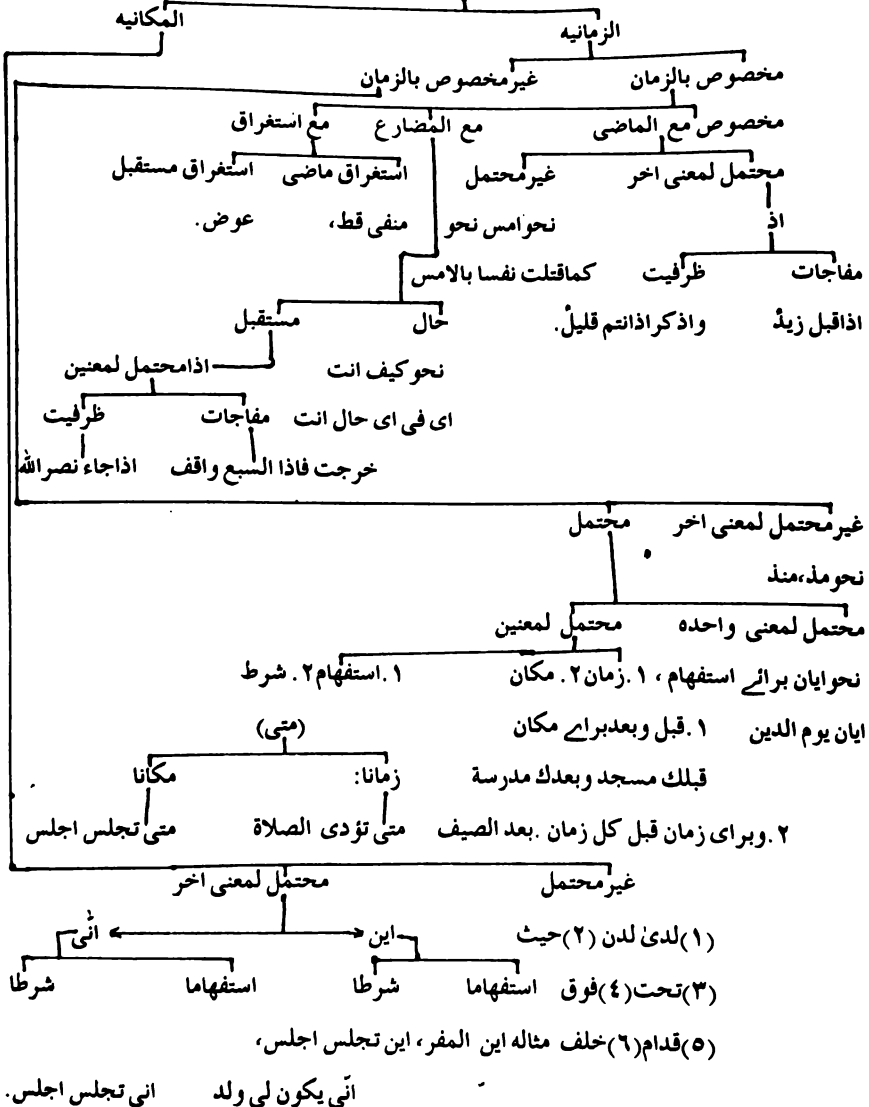 الزمانيه المكانيه
مخصوص بالزمان غيرمخصوص بالزمان
مخصوص مع الماضى مع المضارع مع استغراق
محتمل لمعنى اخر غيرمحتمل استغراق ماضى استغراق مستقبل
اذ نحوامس نحو منفى قط، عوض.
مفاجات ظرفيت كماقتلت نفسا بالامس
اذاقبل زيدٌ واذكراذانتم قليلٌ. حال مستقبل
نحوكيف انت اذامحتمل لمعنين
اى فى اى حال انت مفاجات ظرفيت
خرجت فاذا السبع واقف اذاجاء نصرالله
غيرمحتمل لمعنى اخر محتمل
نحومذ،منذ
محتمل لمعنى واحده محتمل لمعنين
نحوايان برائے استفهام ، ١.زمان٢. مكان ١.استفهام٢. شرط
ايان يوم الدين ١.قبل وبعدبراے مكان (متى)
قبلك مسجد وبعدك مدرسة زمانا: مكانا
٢.وبراى زمان قبل كل زمان .بعد الصيف متى تؤدى الصلاة متى تجلس اجلس
غيرمحتمل محتمل لمعنى اخر
(١)لدىٰ لدن (٢)حيث اين انّٰى
(٣)تحت(٤)فوق استفهاما شرطا استفهاما شرطا
(٥)قدام(٦)خلف مثاله اين المفر، اين تجلس اجلس،
انّى يكون لى ولد انى تجلس اجلس.